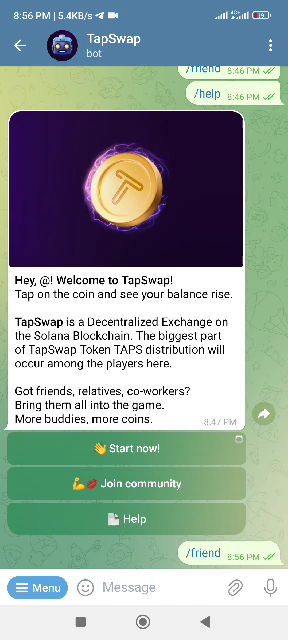 8:56 PM | 5.4KB/s
19
TapSwap
bot
/friend 8:46 PM
/help 8:46 PM
T
Hey, @! Welcome to TapSwap!
Tap on the coin and see your balance rise.
TapSwap is a Decentralized Exchange on
the Solana Blockchain. The biggest part
of TapSwap Token TAPS distribution will
occur among the players here.
Got friends, relatives, co-workers?
Bring them all into the game.
More buddies, more coins.
8:47 PM
👋 Start now!
💪💋 Join community
📄 Help
/friend 8:56 PM
Menu
Message